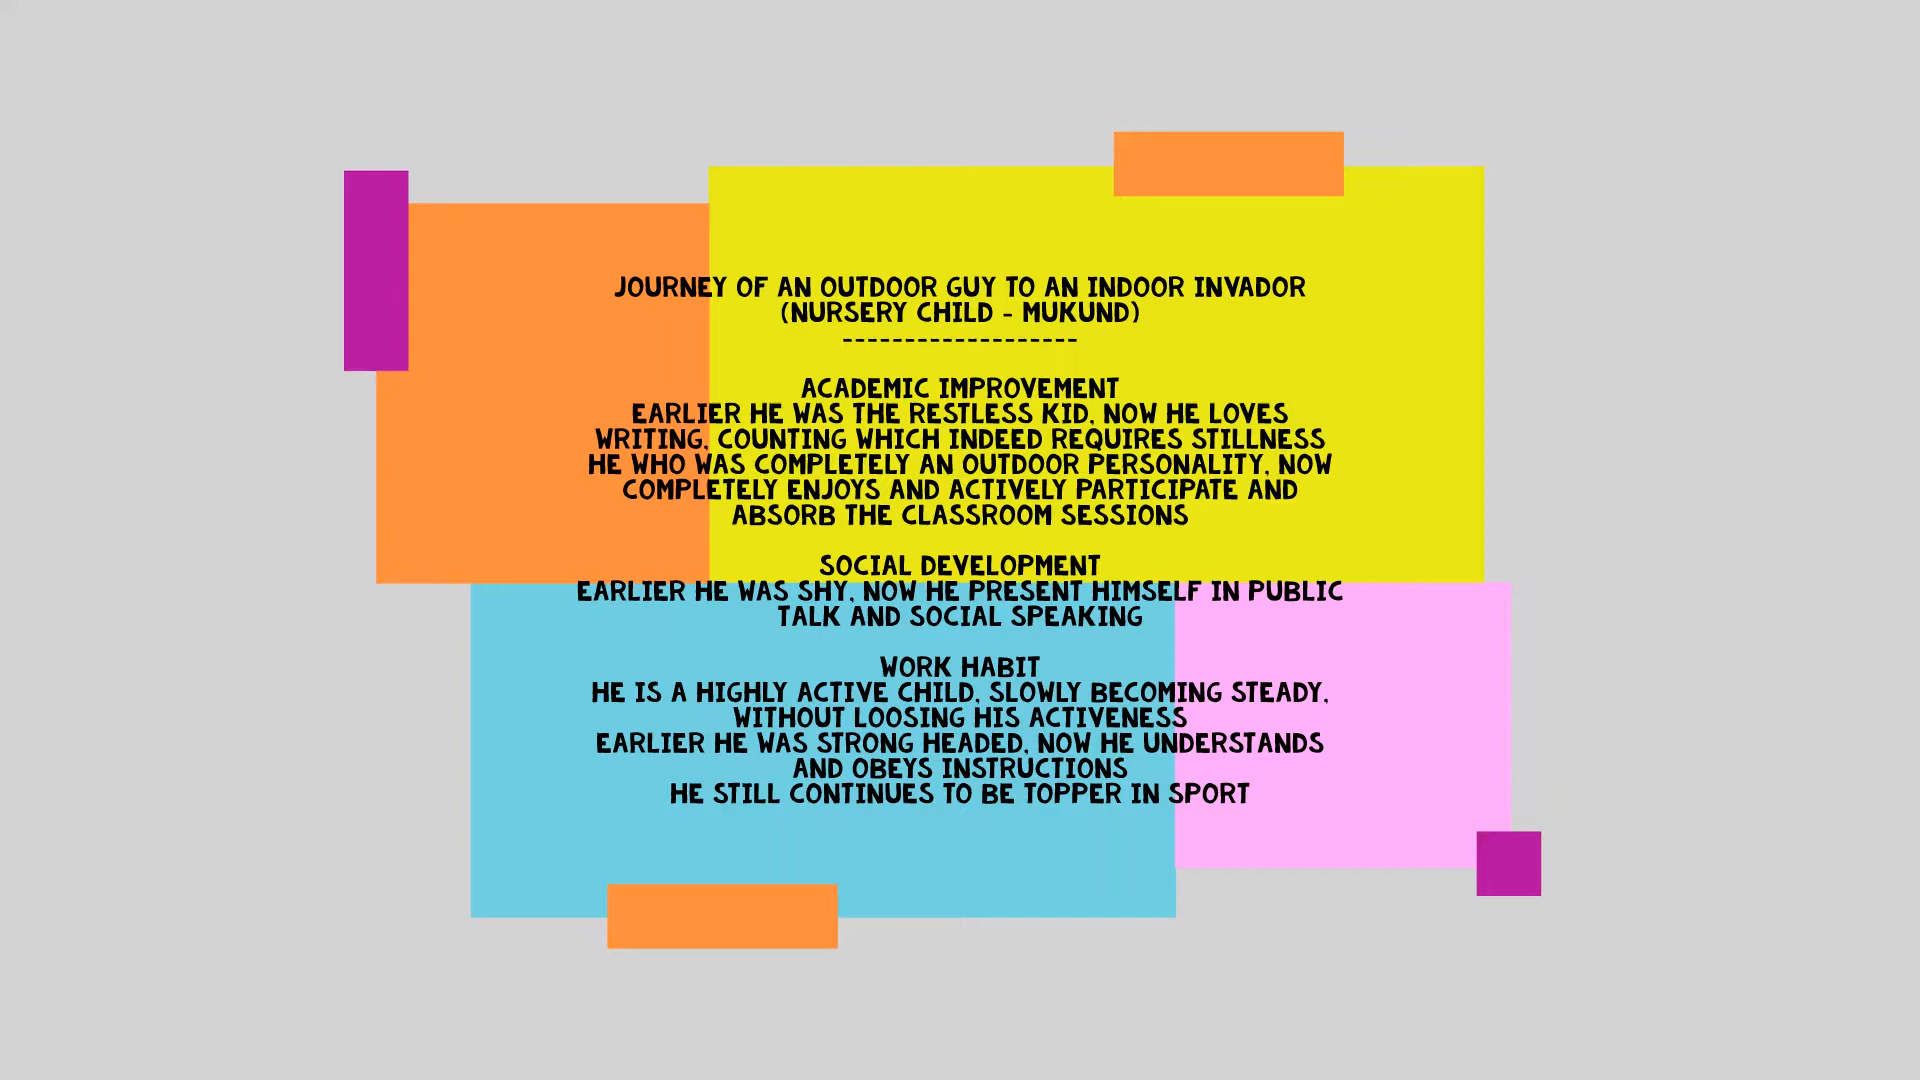 JOURNEY OF AN OUTDOOR GUY TO AN INDOOR INVADOR
(NURSERY CHILD - MUKUND)
-------------------
ACADEMIC IMPROVEMENT
EARLIER HE WAS THE RESTLESS KID, NOW HE LOVES
WRITING, COUNTING WHICH INDEED REQUIRES STILLNESS
HE WHO WAS COMPLETELY AN OUTDOOR PERSONALITY, NOW
COMPLETELY ENJOYS AND ACTIVELY PARTICIPATE AND
ABSORB THE CLASSROOM SESSIONS
SOCIAL DEVELOPMENT
EARLIER HE WAS SHY, NOW HE PRESENT HIMSELF IN PUBLIC
TALK AND SOCIAL SPEAKING
WORK HABIT
HE IS A HIGHLY ACTIVE CHILD, SLOWLY BECOMING STEADY,
WITHOUT LOOSING HIS ACTIVENESS
EARLIER HE WAS STRONG HEADED, NOW HE UNDERSTANDS
AND OBEYS INSTRUCTIONS
HE STILL CONTINUES TO BE TOPPER IN SPORT